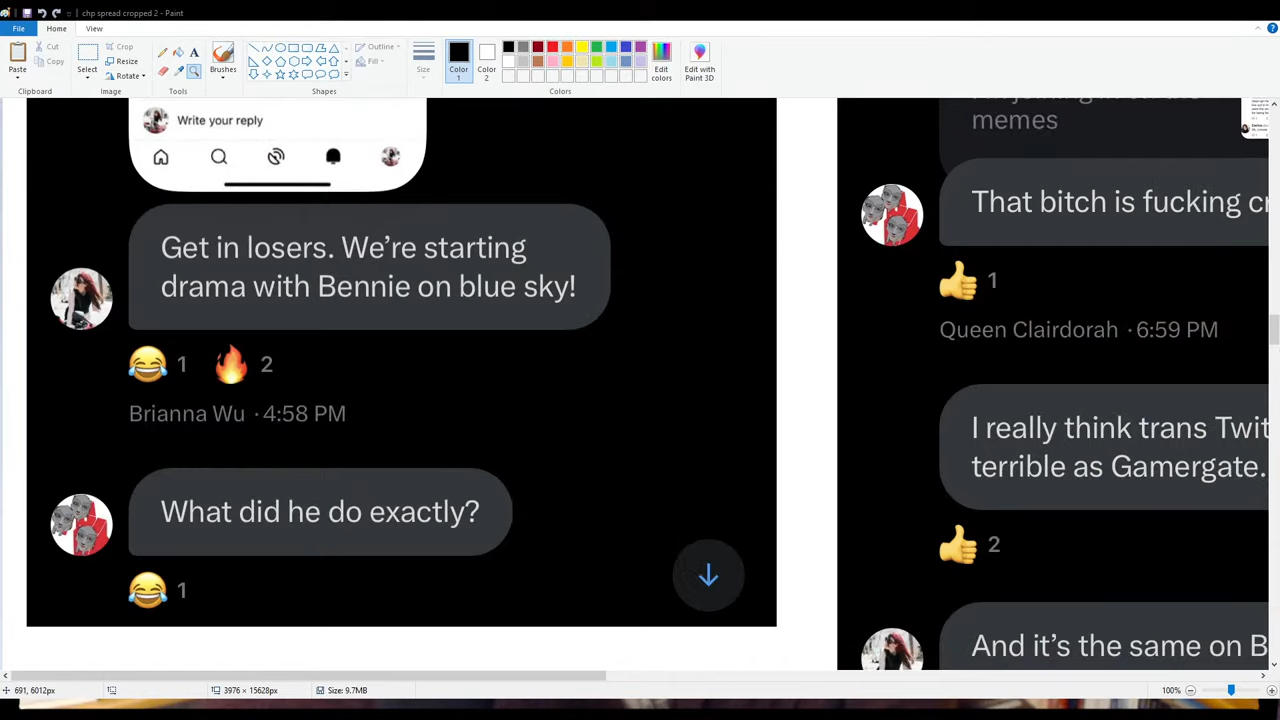 chp spread cropped 2 - Paint
File
Home
View
Paste
Cut
Copy
Clipboard
Select
Crop
Resize
Rotate
Image
A
Tools
Brushes
Shapes
Outline
Fill
Size
Color
1
Color
2
Colors
Edit
colors
Edit with
Paint 3D
Write your reply
Get in losers. We're starting
drama with Bennie on blue sky!
1 2
Brianna Wu · 4:58 PM
What did he do exactly?
1
memes
That bitch is fucking
1
Queen Clairdorah · 6:59 PM
I really think trans
terrible as Gamergate.
2
And it's the same on
691, 6012px
3976 × 15628px
Size: 9.7MB
100%